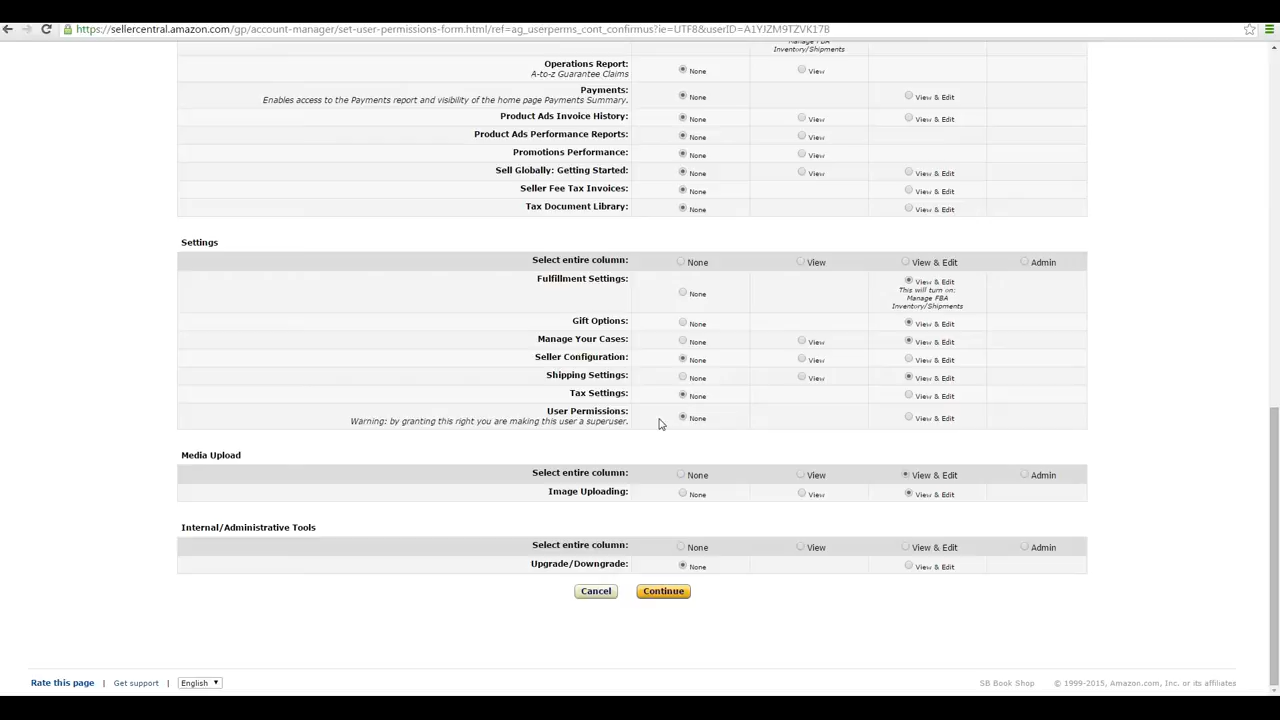 https://sellercentral.amazon.com/gp/account-manager/set-user-permissions-form.html/ref=ag_userperms_cont_confirmus?ie=UTF8&userID=A1YJZM9TZVK17B
Manage FBA
Inventory/Shipments
Operations Report: None View
A-to-z Guarantee Claims
Payments: None View & Edit
Enables access to the Payments report and visibility of the home page Payments Summary.
Product Ads Invoice History: None View View & Edit
Product Ads Performance Reports: None View
Promotions Performance: None View
Sell Globally: Getting Started: None View View & Edit
Seller Fee Tax Invoices: None View & Edit
Tax Document Library: None View & Edit
Settings
Select entire column: None View View & Edit Admin
Fulfillment Settings: None View & Edit
This will turn on:
Manage FBA
Inventory/Shipments
Gift Options: None View & Edit
Manage Your Cases: None View View & Edit
Seller Configuration: None View View & Edit
Shipping Settings: None View View & Edit
Tax Settings: None View & Edit
User Permissions: None View & Edit
Warning: by granting this right you are making this user a superuser.
Media Upload
Select entire column: None View View & Edit Admin
Image Uploading: None View View & Edit
Internal/Administrative Tools
Select entire column: None View View & Edit Admin
Upgrade/Downgrade: None View & Edit
Cancel Continue
Rate this page | Get support | English SB Book Shop © 1999-2015, Amazon.com, Inc. or its affiliates